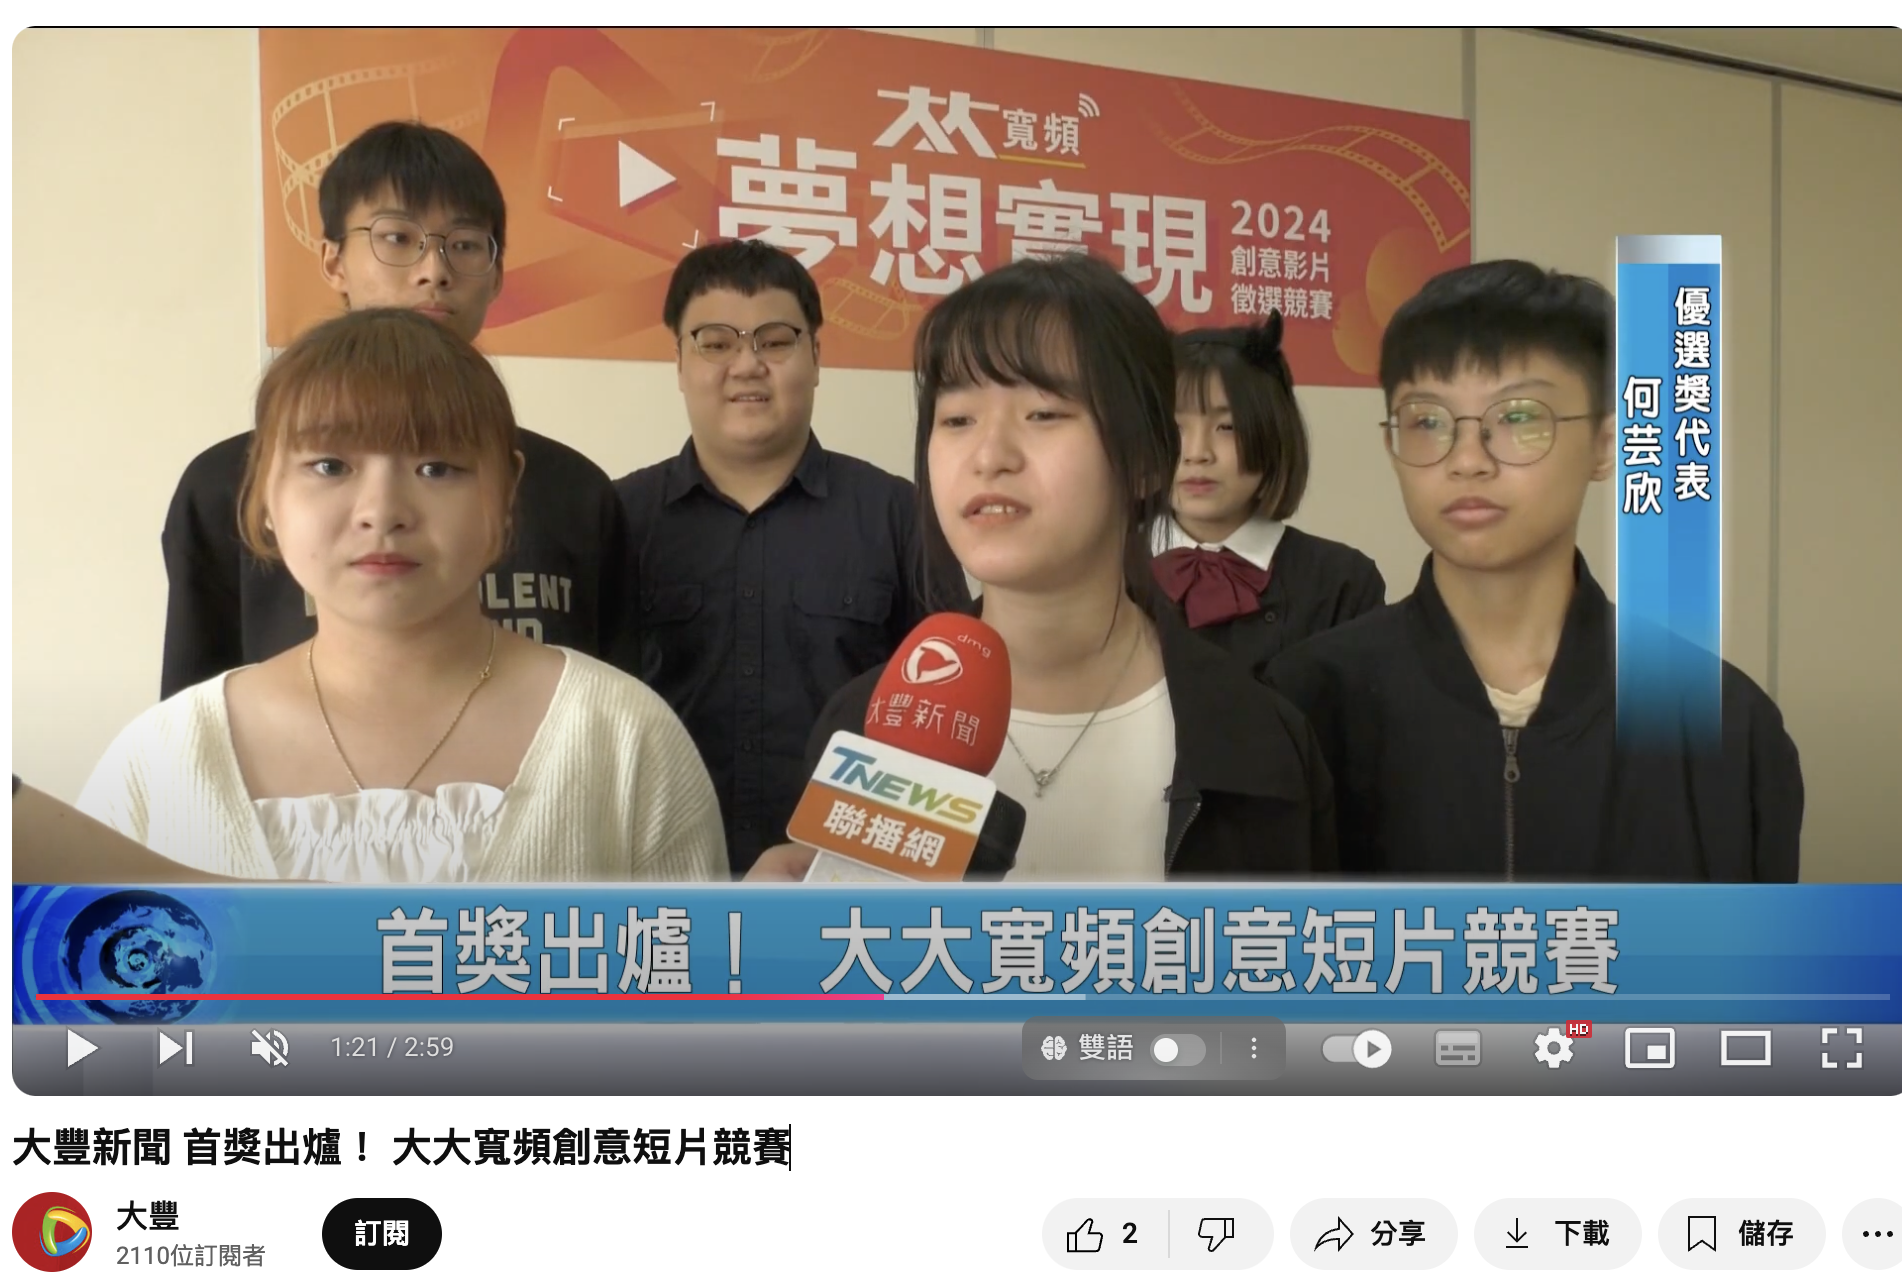 大大寬頻
夢想實現
2024
創意影片
徵選競賽
優選獎代表
何芸欣
LENT
dmg
大豐新聞
TNEWS
聯播網
首獎出爐！ 大大寬頻創意短片競賽
1:21 / 2:59
雙語
HD
大豐新聞 首獎出爐！ 大大寬頻創意短片競賽
大豐
2110位訂閱者
訂閱
2
分享
下載
儲存